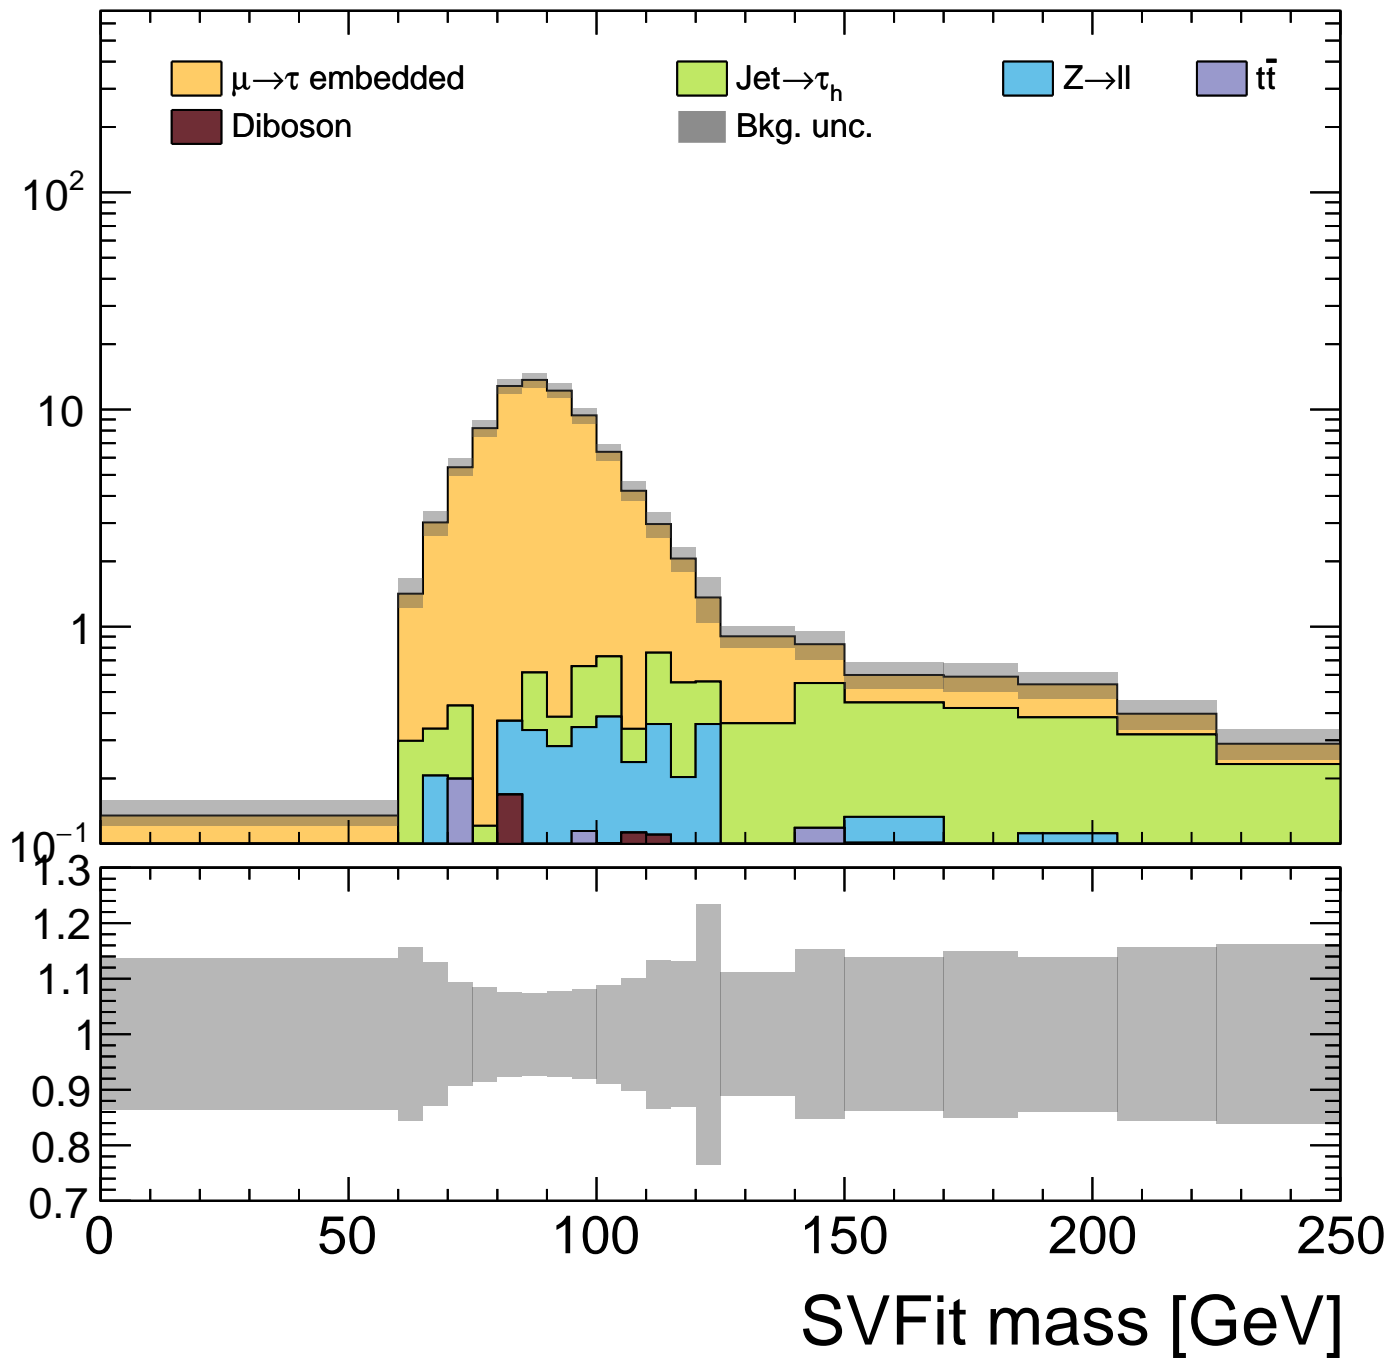 μ→τ embedded Jet→τₕ Z→ll tt̄
Diboson Bkg. unc.
10²
10
1
10⁻¹
1.3
1.2
1.1
1
0.9
0.8
0.7
0 50 100 150 200 250
SVFit mass [GeV]